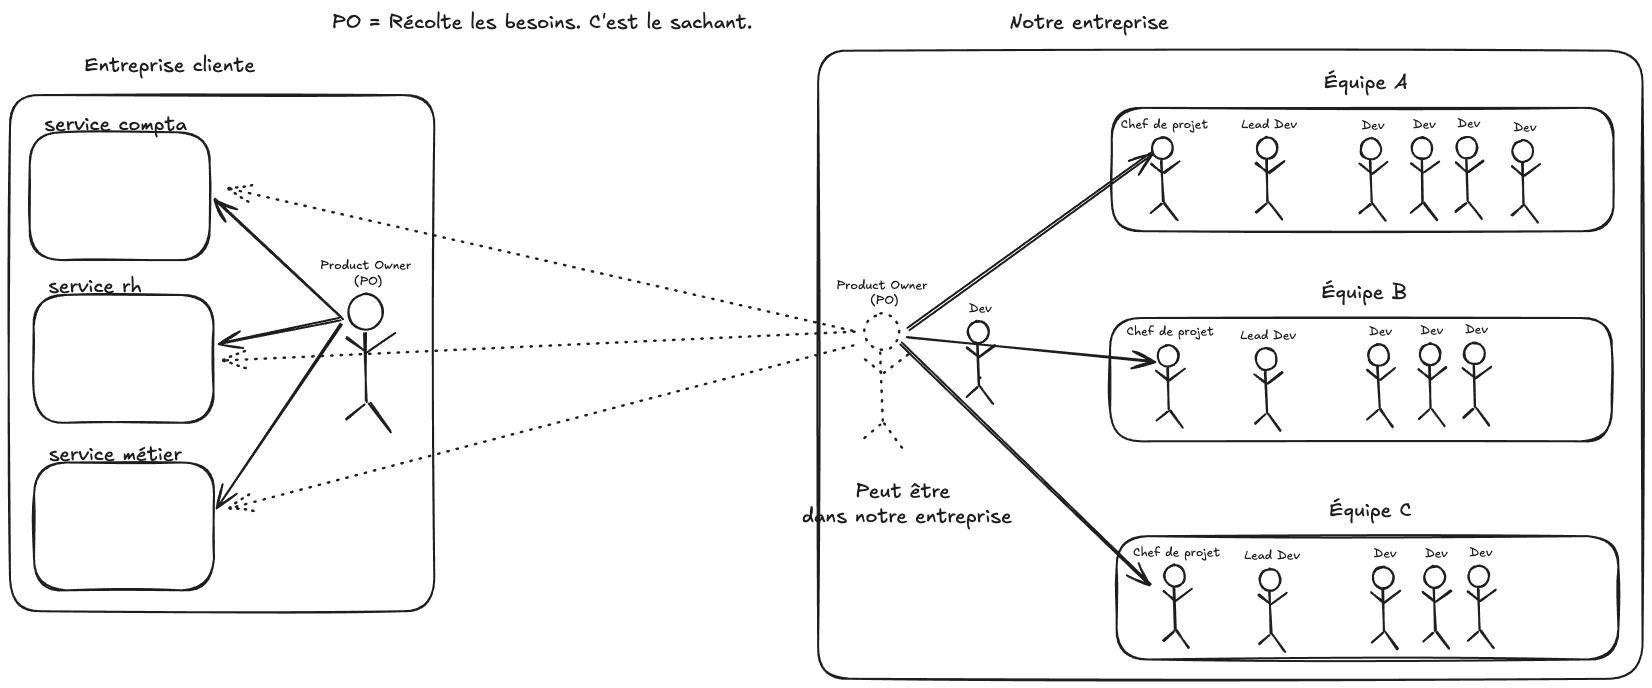 PO = Récolte les besoins. C'est le sachant.
Notre entreprise
Entreprise cliente
service compta
service rh
service métier
Product Owner
(PO)
Product Owner
(PO)
Dev
Peut être
dans notre entreprise
Équipe A
Chef de projet
Lead Dev
Dev
Dev
Dev
Dev
Équipe B
Chef de projet
Lead Dev
Dev
Dev
Dev
Équipe C
Chef de projet
Lead Dev
Dev
Dev
Dev